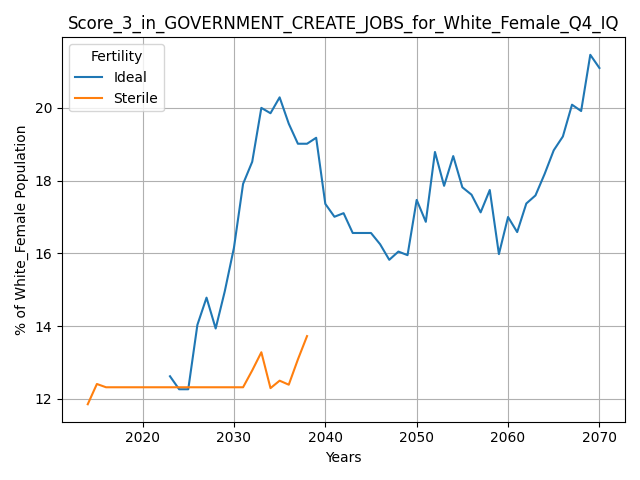 Score_3_in_GOVERNMENT_CREATE_JOBS_for_White_Female_Q4_IQ
Fertility
Ideal
Sterile
% of White_Female Population
20
18
16
14
12
2020 2030 2040 2050 2060 2070
Years